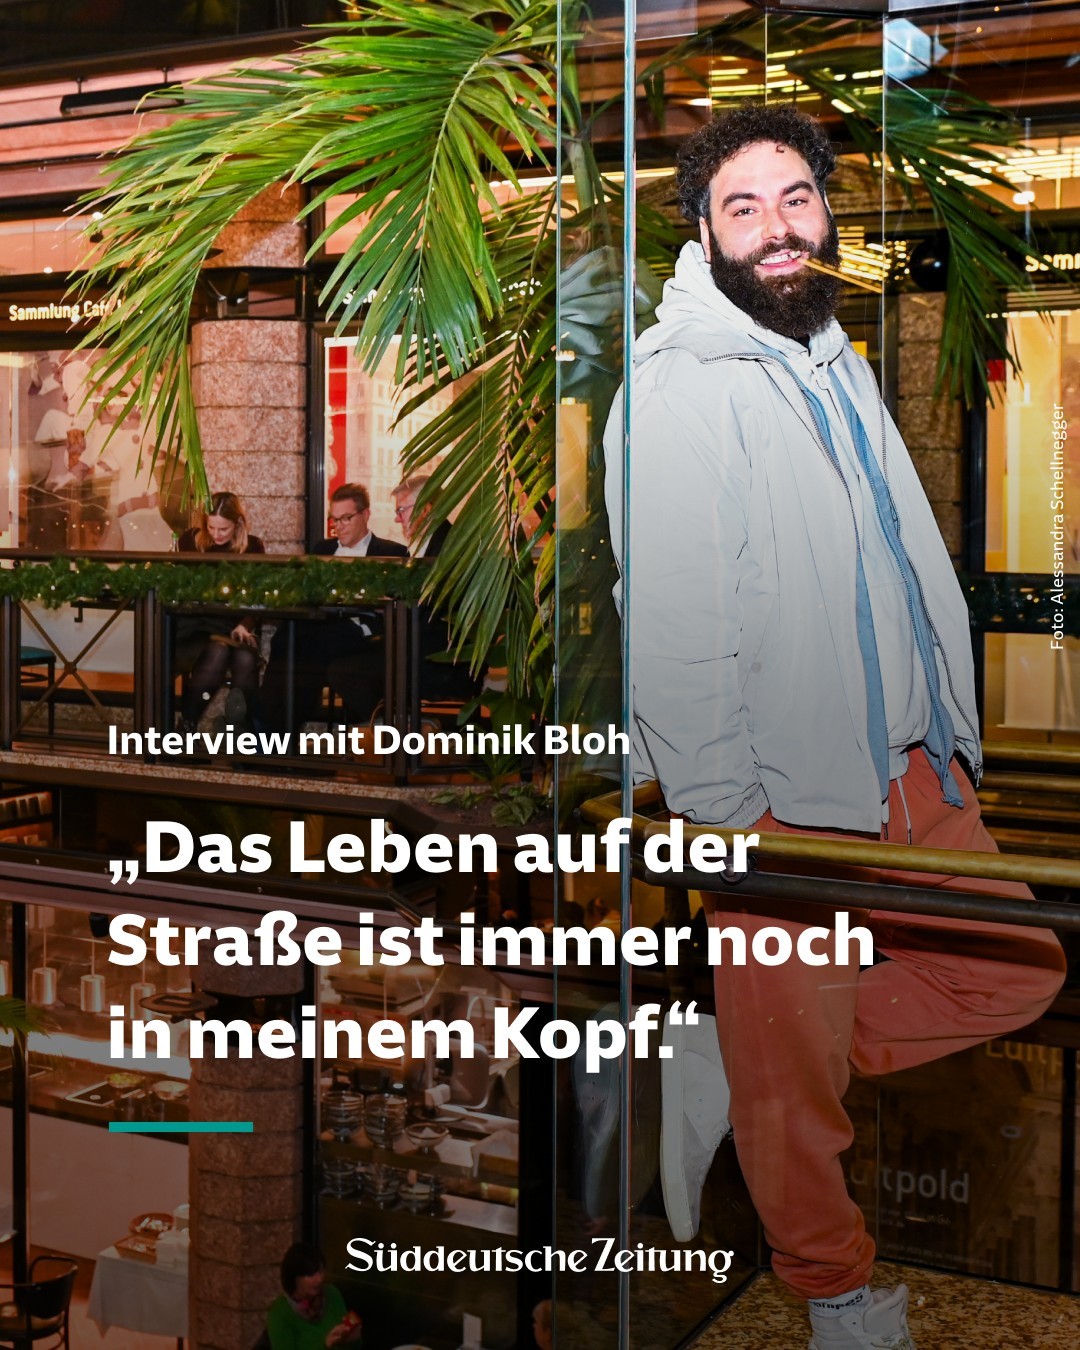 Sammlung Café
Foto: Alessandra Schellnegger
Interview mit Dominik Bloh
„Das Leben auf der
Straße ist immer noch
in meinem Kopf.“
Süddeutsche Zeitung